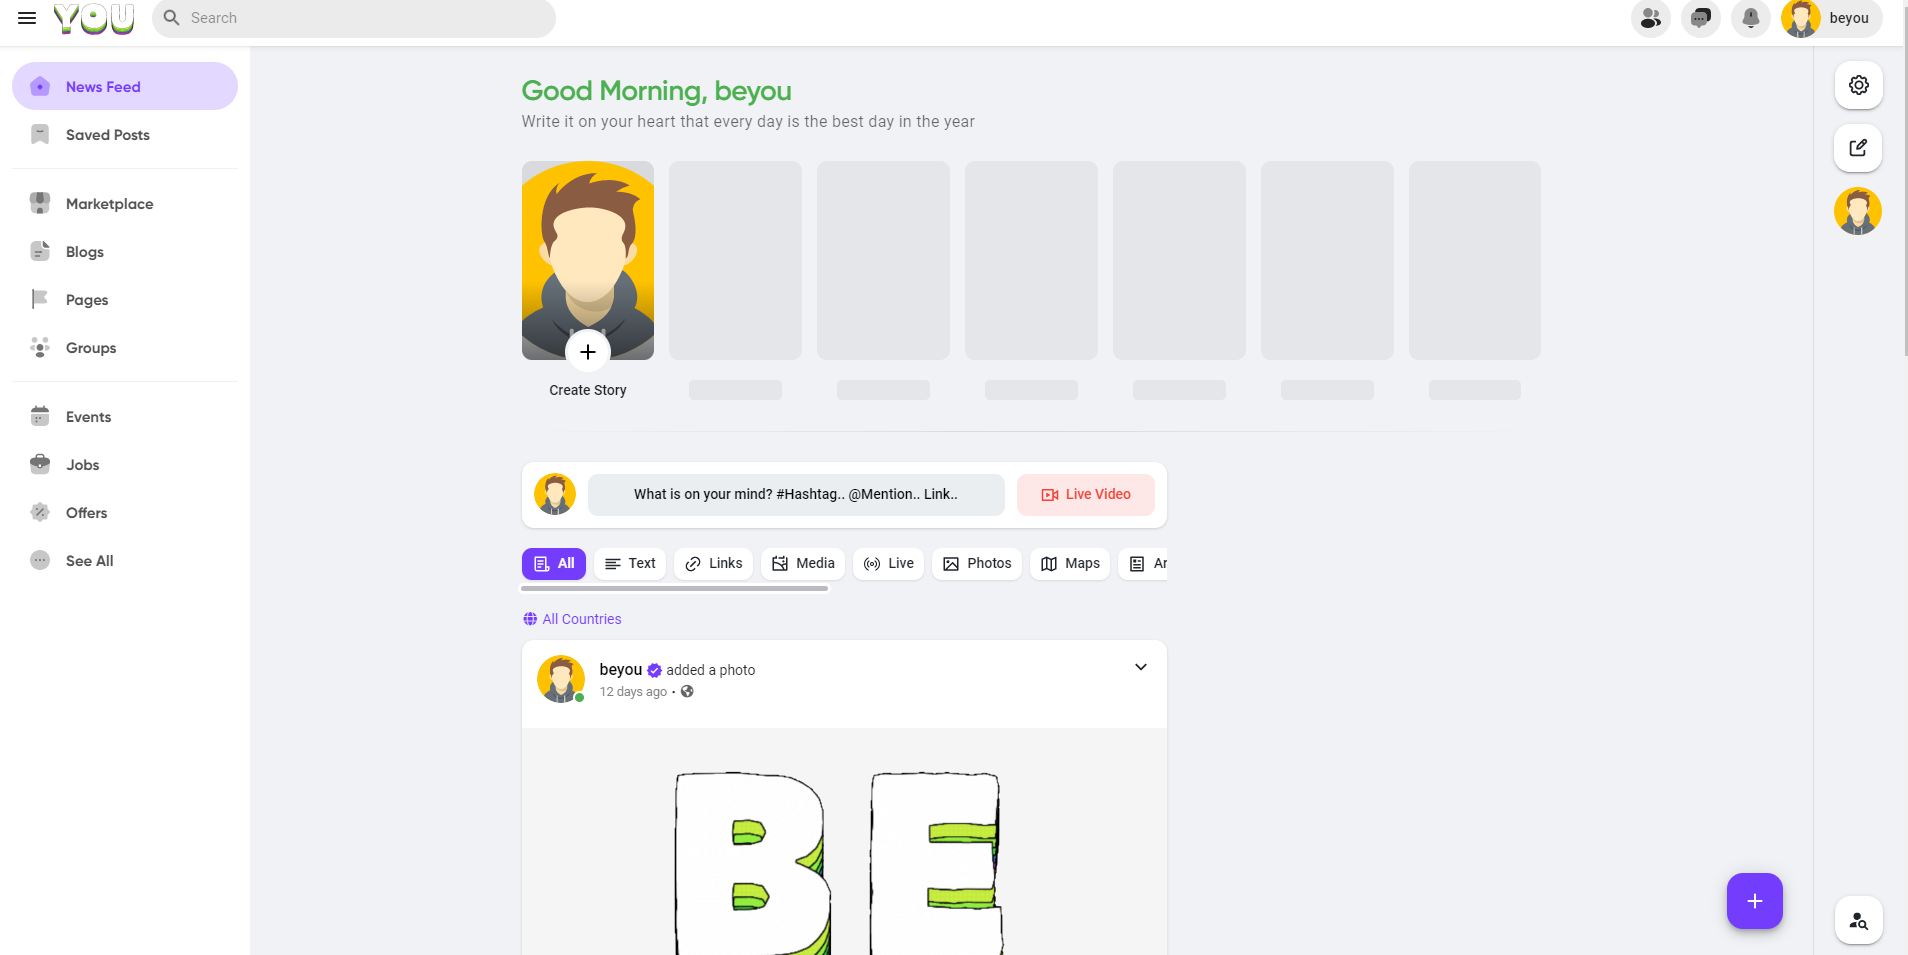 YOU
Search
beyou
News Feed
Saved Posts
Marketplace
Blogs
Pages
Groups
Events
Jobs
Offers
See All
Good Morning, beyou
Write it on your heart that every day is the best day in the year
Create Story
What is on your mind? #Hashtag.. @Mention.. Link..
Live Video
All
Text
Links
Media
Live
Photos
Maps
Ar
All Countries
beyou added a photo
12 days ago •
BE